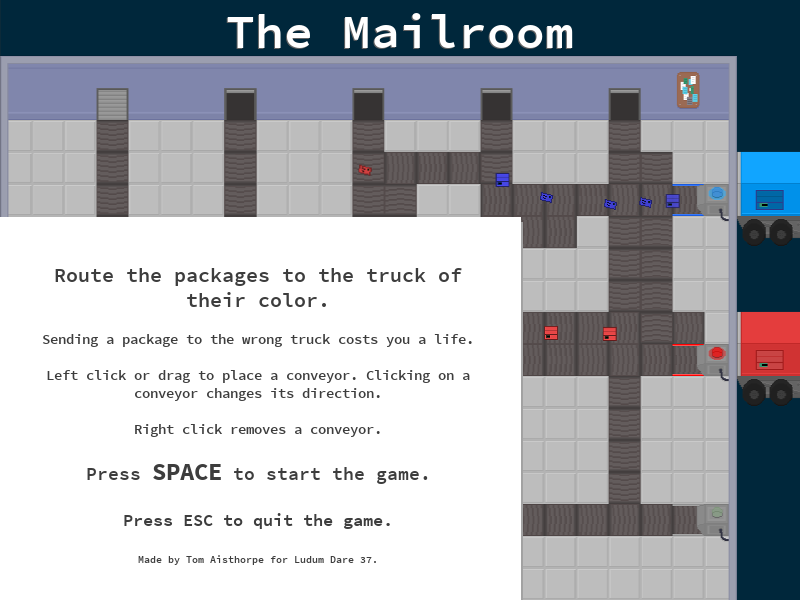 The Mailroom
Route the packages to the truck of
their color.
Sending a package to the wrong truck costs you a life.
Left click or drag to place a conveyor. Clicking on a
conveyor changes its direction.
Right click removes a conveyor.
Press SPACE to start the game.
Press ESC to quit the game.
Made by Tom Aisthorpe for Ludum Dare 37.